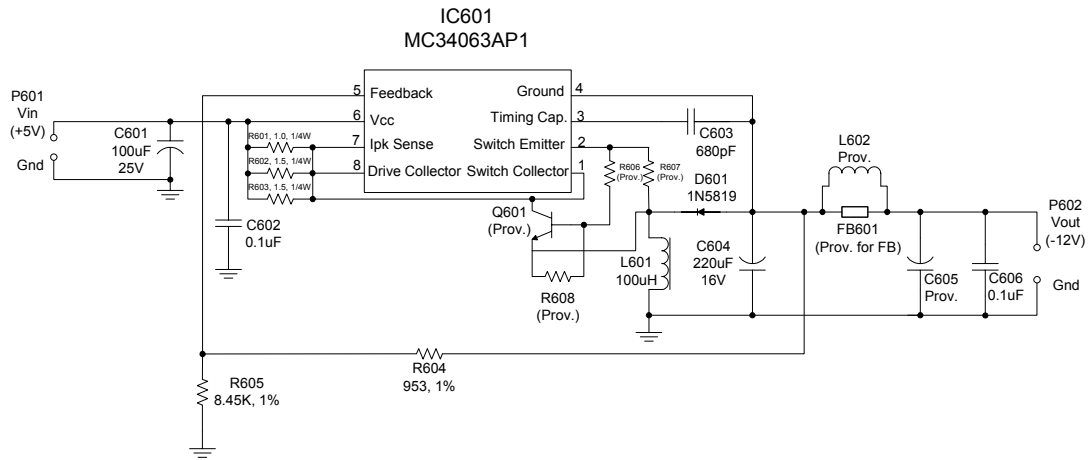 IC601
MC34063AP1
5 Feedback
6 Vcc
7 Ipk Sense
8 Drive Collector
Ground 4
Timing Cap. 3
Switch Emitter 2
Switch Collector 1
P601
Vin
(+5V)
Gnd
C601
100uF
25V
R601, 1.0, 1/4W
R602, 1.5, 1/4W
R603, 1.5, 1/4W
C602
0.1uF
C603
680pF
R606
(Prov.)
R607
(Prov.)
D601
1N5819
Q601
(Prov.)
R608
(Prov.)
L601
100uH
C604
220uF
16V
L602
Prov.
FB601
(Prov. for FB)
C605
Prov.
C606
0.1uF
P602
Vout
(-12V)
Gnd
R604
953, 1%
R605
8.45K, 1%